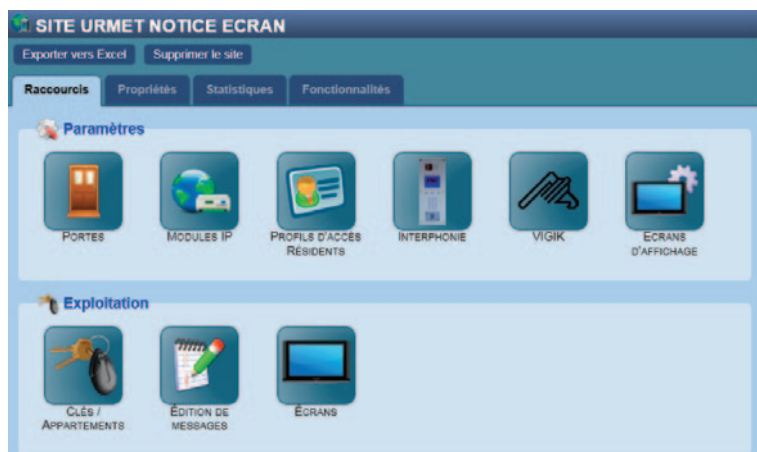 SITE URMET NOTICE ECRAN
Exporter vers Excel Supprimer le site
Raccourcis Propriétés Statistiques Fonctionnalités
Paramètres
PORTES MODULES IP PROFILS D'ACCÈS RÉSIDENTS INTERPHONIE VIGIK ECRANS D'AFFICHAGE
Exploitation
CLÉS / APPARTEMENTS ÉDITION DE MESSAGES ÉCRANS